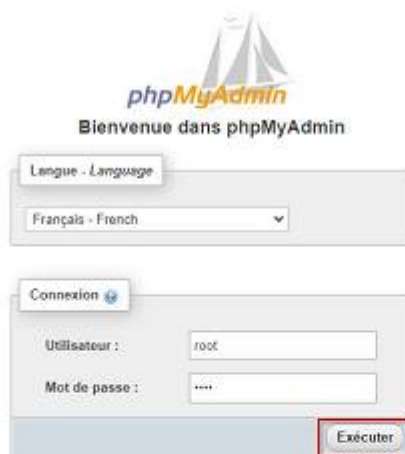 phpMyAdmin
Bienvenue dans phpMyAdmin
Langue - Language
Français - French
Connexion
Utilisateur :
root
Mot de passe :
••••
Exécuter